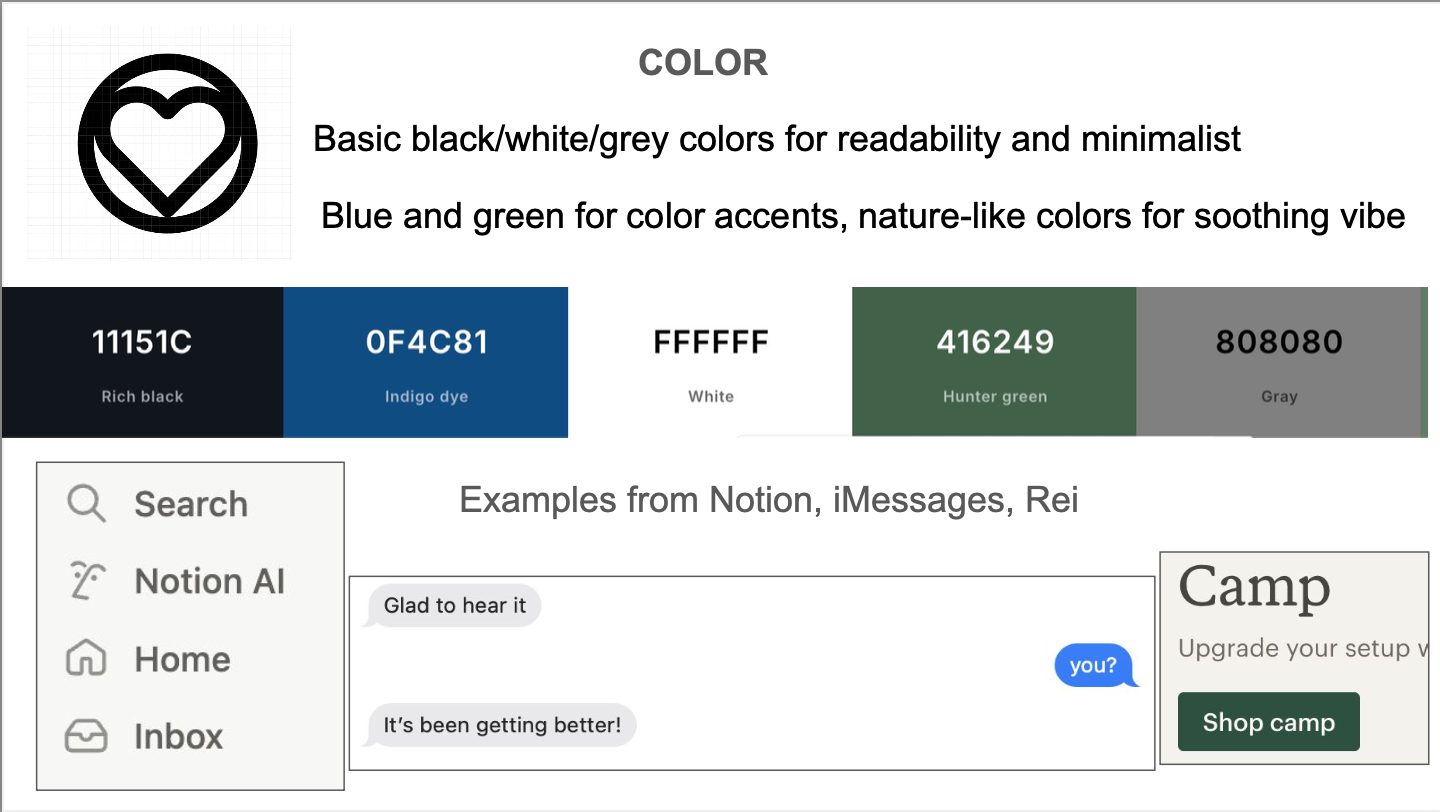 COLOR
Basic black/white/grey colors for readability and minimalist
Blue and green for color accents, nature-like colors for soothing vibe
11151C
Rich black
0F4C81
Indigo dye
FFFFFF
White
416249
Hunter green
808080
Gray
Examples from Notion, iMessages, Rei
Search
Notion AI
Home
Inbox
Glad to hear it
you?
It’s been getting better!
Camp
Upgrade your setup w
Shop camp